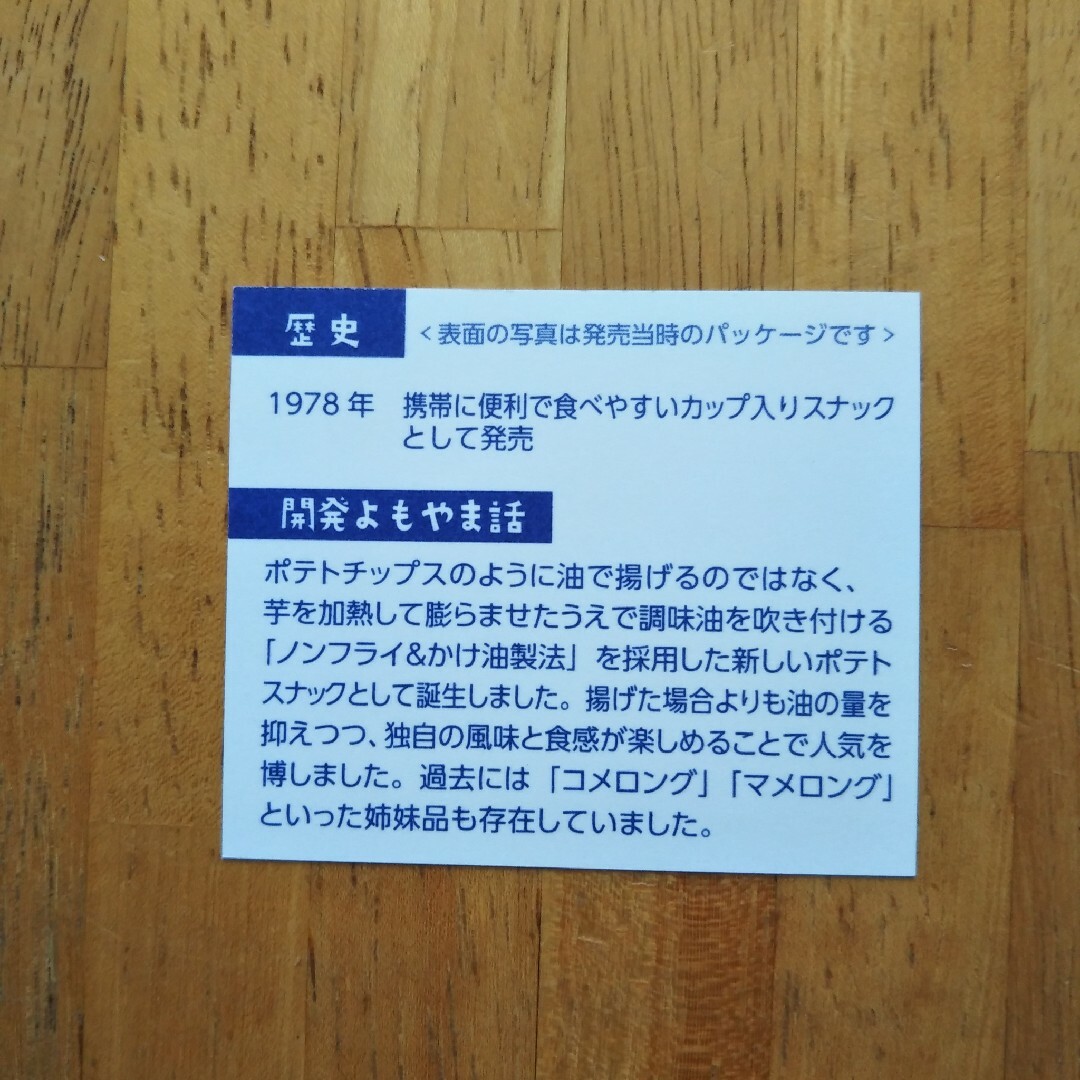 歴史
<表面の写真は発売当時のパッケージです>
1978年 携帯に便利で食べやすいカップ入りスナック
として発売
開発よもやま話
ポテトチップスのように油で揚げるのではなく、
芋を加熱して膨らませたうえで調味油を吹き付ける
「ノンフライ&かけ油製法」を採用した新しいポテト
スナックとして誕生しました。揚げた場合よりも油の量を
抑えつつ、独自の風味と食感が楽しめることで人気を
博しました。過去には「コメロング」「マメロング」
といった姉妹品も存在していました。